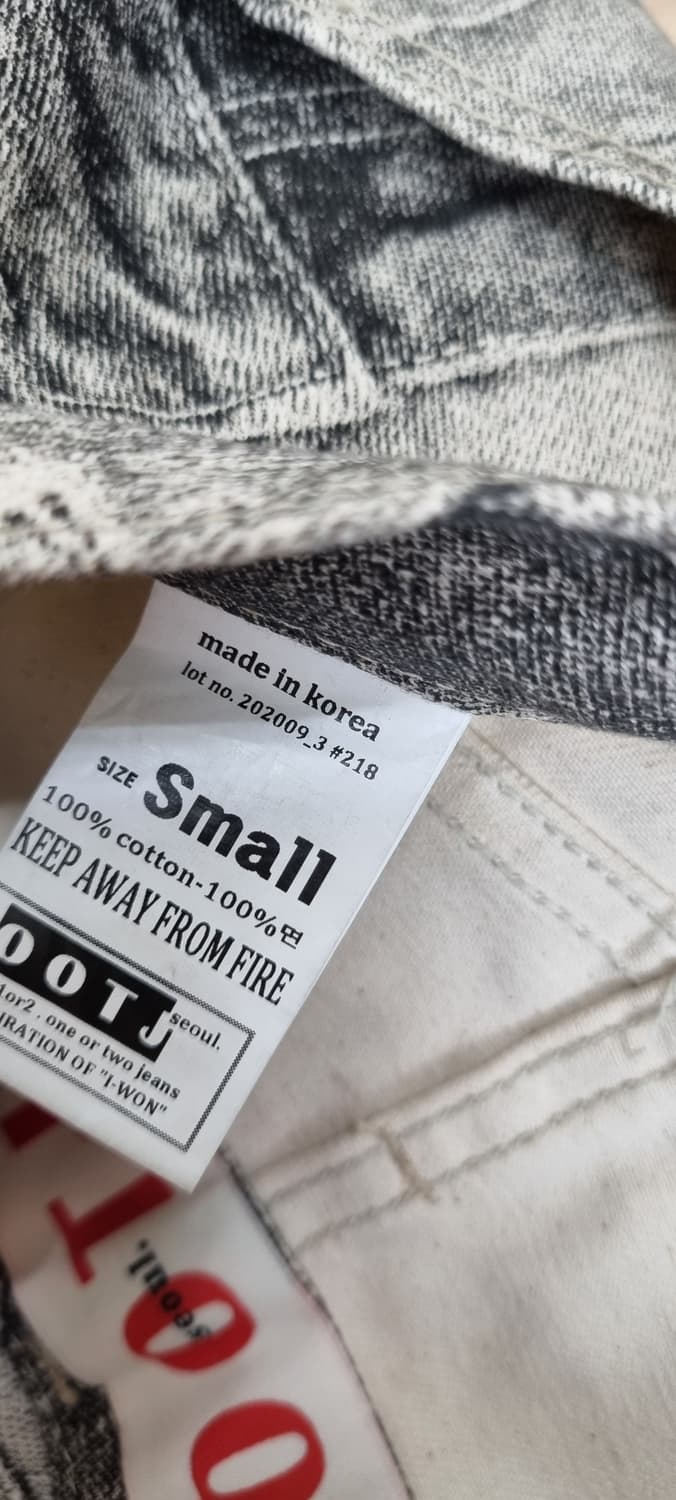 made in korea
lot no. 202009_3 #218
SIZE Small
100% cotton-100%면
KEEP AWAY FROM FIRE
OOTJ seoul.
1or2 . one or two jeans
IRATION OF "I-WON"
T
O
seoul.
O